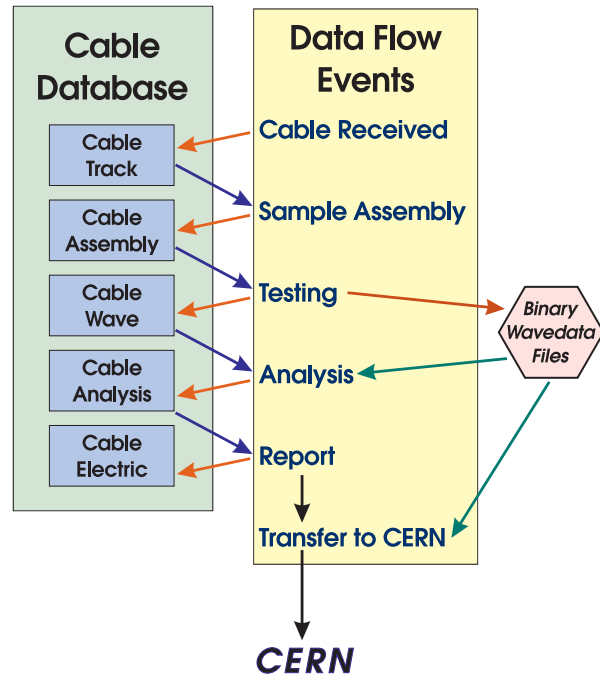 Cable
Database
Cable
Track
Cable
Assembly
Cable
Wave
Cable
Analysis
Cable
Electric
Data Flow
Events
Cable Received
Sample Assembly
Testing
Analysis
Report
Transfer to CERN
Binary
Wavedata
Files
CERN